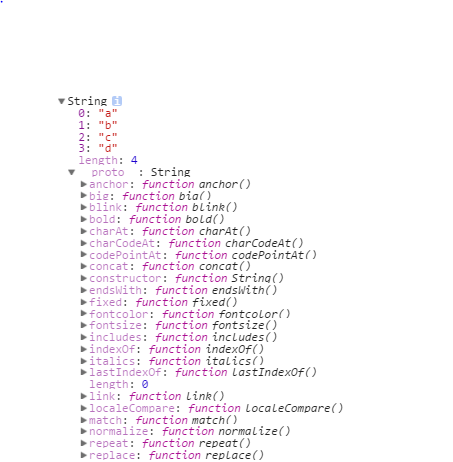 ▼String i
0: "a"
1: "b"
2: "c"
3: "d"
length: 4
▼ proto : String
▶anchor: function anchor()
▶big: function big()
▶blink: function blink()
▶bold: function bold()
▶charAt: function charAt()
▶charCodeAt: function charCodeAt()
▶codePointAt: function codePointAt()
▶concat: function concat()
▶constructor: function String()
▶endsWith: function endsWith()
▶fixed: function fixed()
▶fontcolor: function fontcolor()
▶fontsize: function fontsize()
▶includes: function includes()
▶indexOf: function indexOf()
▶italics: function italics()
▶lastIndexOf: function lastIndexOf()
length: 0
▶link: function link()
▶localeCompare: function localeCompare()
▶match: function match()
▶normalize: function normalize()
▶repeat: function repeat()
▶replace: function replace()